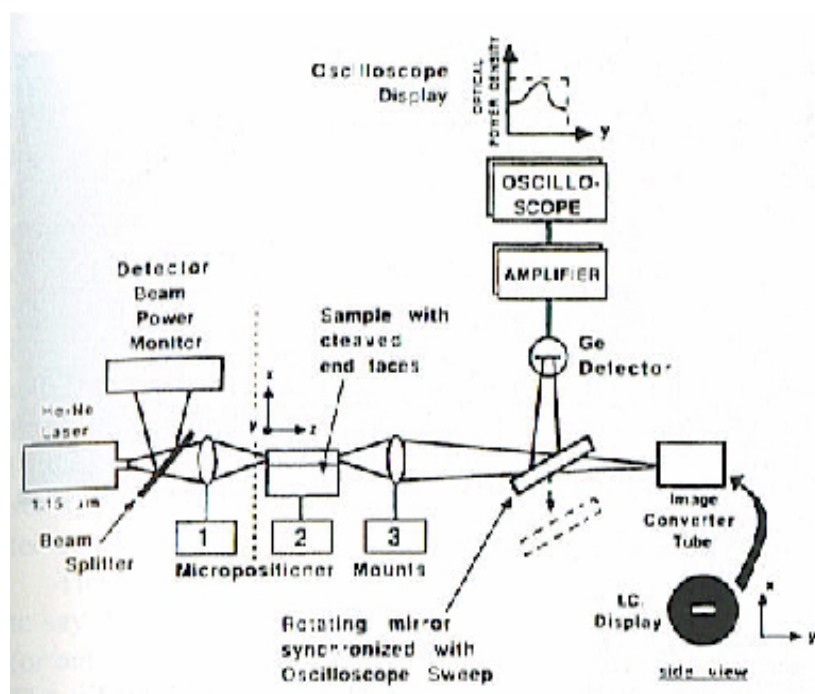 Oscilloscope
Display
OPTICAL
POWER DENSITY
y
OSCILLO-
SCOPE
AMPLIFIER
Ge
Detector
Detector
Beam
Power
Moniter
Sample with
cleaved
end faces
x
y
z
He-Ne
Laser
1.15 µm
Beam
Splitter
1
2
3
Micropositioner Mounts
Image
Converter
Tube
Rotating mirror
synchronized with
Oscilloscope Sweep
Display
x
y
side view